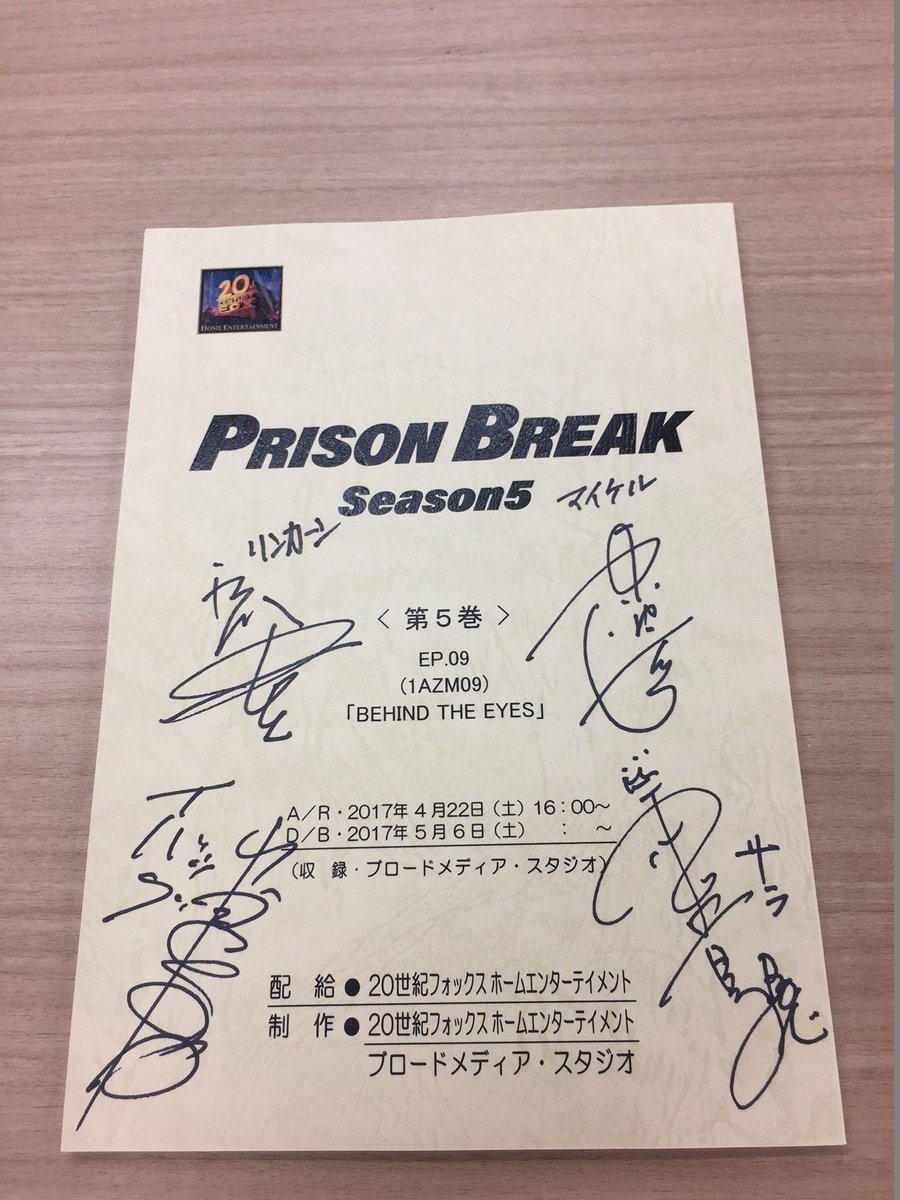 20th
CENTURY
FOX
HOME ENTERTAINMENT
PRISON BREAK
Season5
マイケル
リンカーン
〈 第5巻 〉
EP.09
(1AZM09)
「BEHIND THE EYES」
A／R・2017年 4月22日（土）16：00～
D／B・2017年 5月 6日（土）　：　～
（収 録・ブロードメディア・スタジオ）
サラ
配 給 ● 20世紀フォックス ホームエンターテイメント
制 作 ● 20世紀フォックス ホームエンターテイメント
ブロードメディア・スタジオ